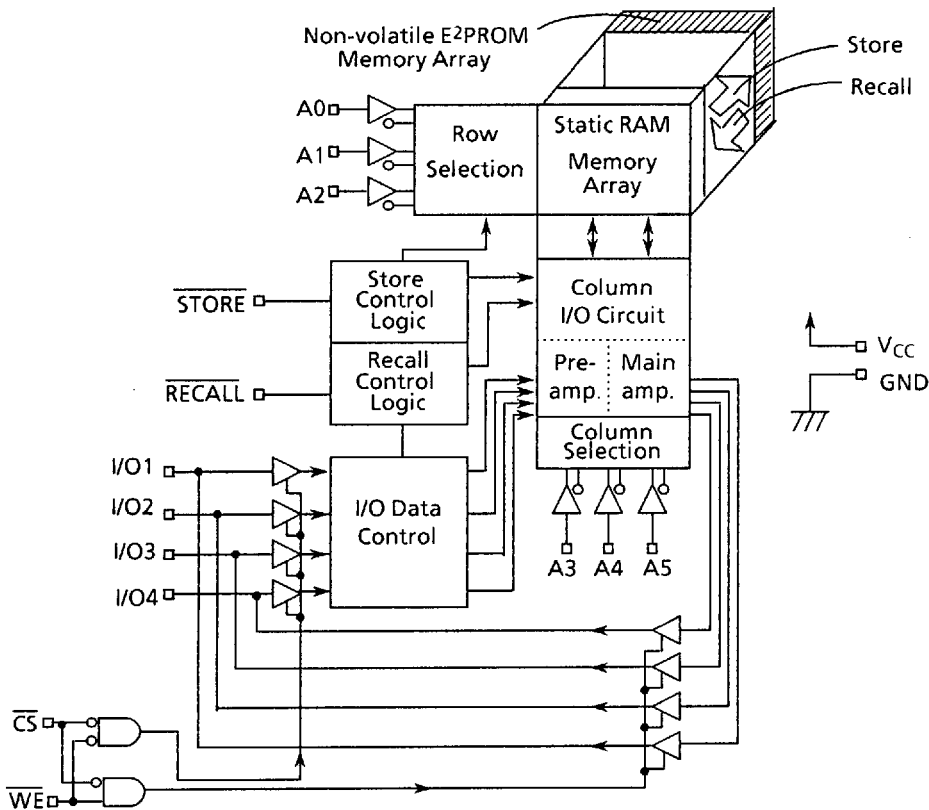 Non-volatile E²PROM
Memory Array
Store
Recall
A0
A1
A2
Row
Selection
Static RAM
Memory
Array
STORE
Store
Control
Logic
Column
I/O Circuit
RECALL
Recall
Control
Logic
Pre-
amp.
Main
amp.
VCC
GND
Column
Selection
I/O1
I/O2
I/O3
I/O4
I/O Data
Control
A3
A4
A5
CS
WE